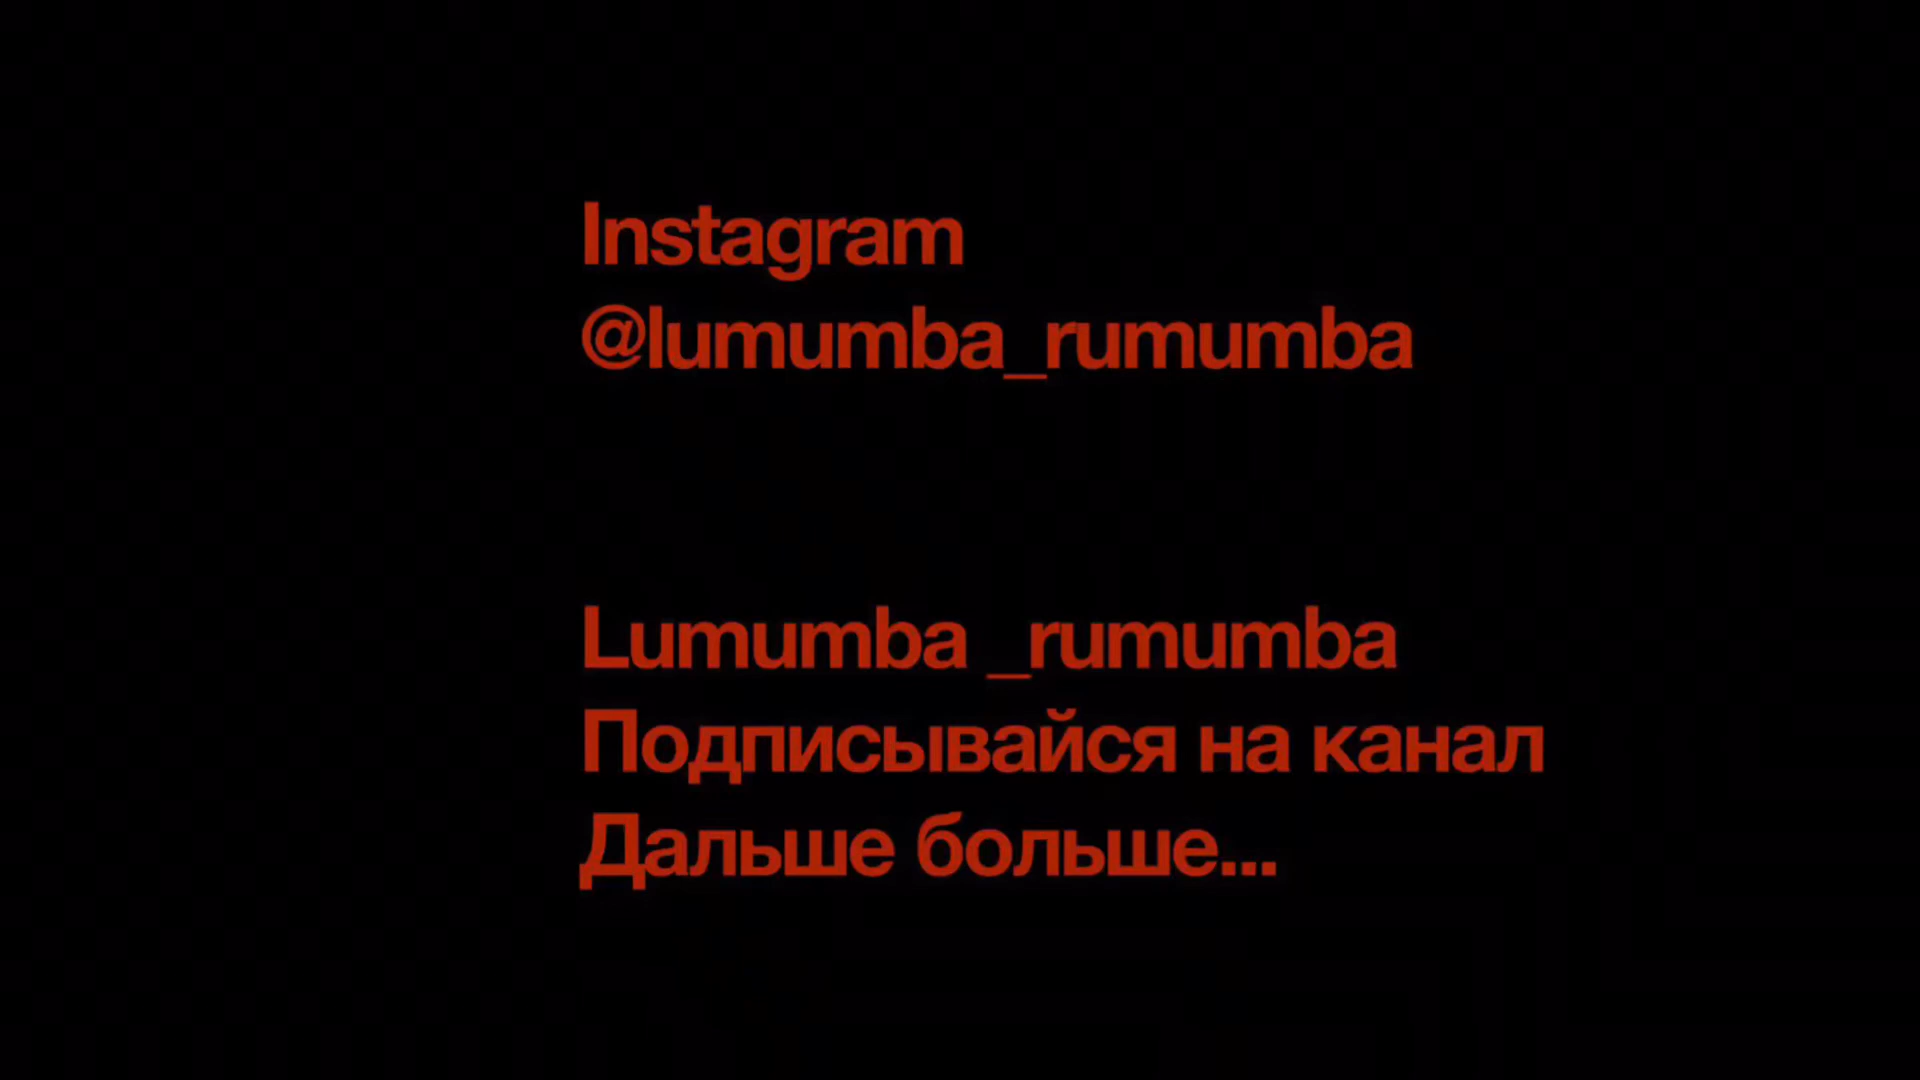 Instagram
@lumumba_rumumba
Lumumba _rumumba
Подписывайся на канал
Дальше больше...